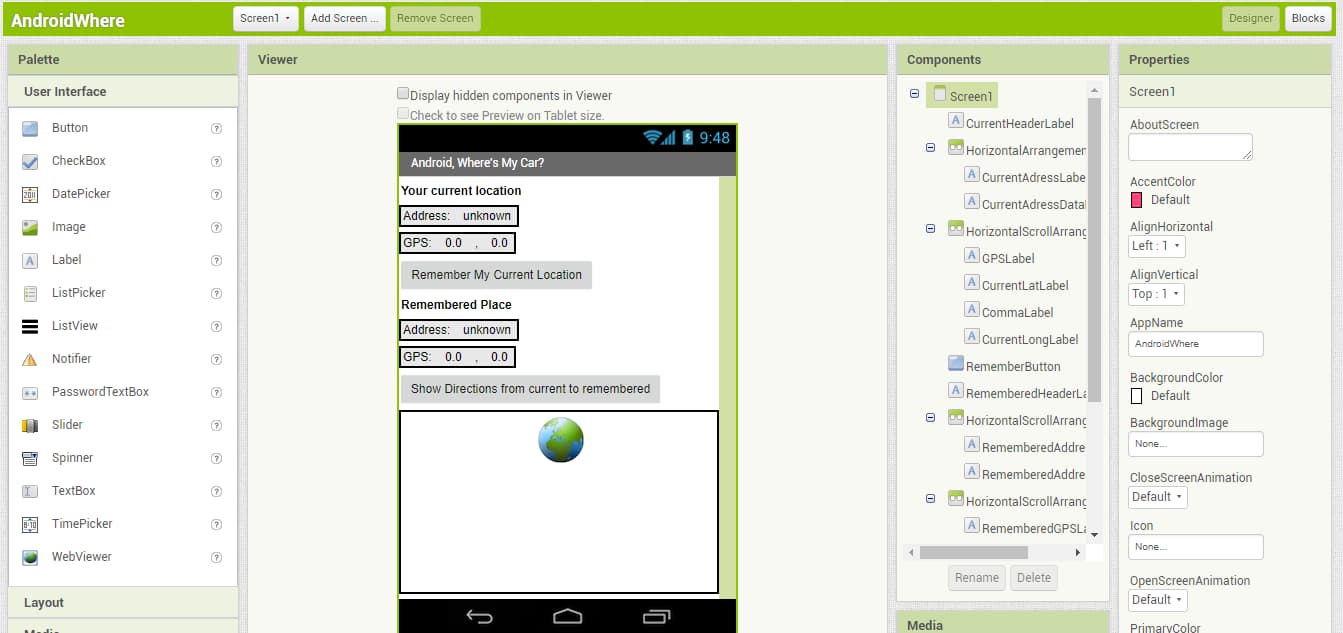 AndroidWhere
Screen1
Add Screen ...
Remove Screen
Designer
Blocks
Palette
User Interface
Button
CheckBox
DatePicker
Image
Label
ListPicker
ListView
Notifier
PasswordTextBox
Slider
Spinner
TextBox
TimePicker
WebViewer
Layout
Media
Viewer
Display hidden components in Viewer
Check to see Preview on Tablet size.
9:48
Android, Where's My Car?
Your current location
Address: unknown
GPS: 0.0 , 0.0
Remember My Current Location
Remembered Place
Address: unknown
GPS: 0.0 , 0.0
Show Directions from current to remembered
Components
Screen1
CurrentHeaderLabel
HorizontalArrangemen
CurrentAdressLabe
CurrentAdressData
HorizontalScrollArrang
GPSLabel
CurrentLatLabel
CommaLabel
CurrentLongLabel
RememberButton
RememberedHeaderLa
HorizontalScrollArrang
RememberedAddre
RememberedAddre
HorizontalScrollArrang
RememberedGPSLa
Rename
Delete
Media
Properties
Screen1
AboutScreen
AccentColor
Default
AlignHorizontal
Left : 1
AlignVertical
Top : 1
AppName
AndroidWhere
BackgroundColor
Default
BackgroundImage
None...
CloseScreenAnimation
Default
Icon
None...
OpenScreenAnimation
Default
PrimaryColor